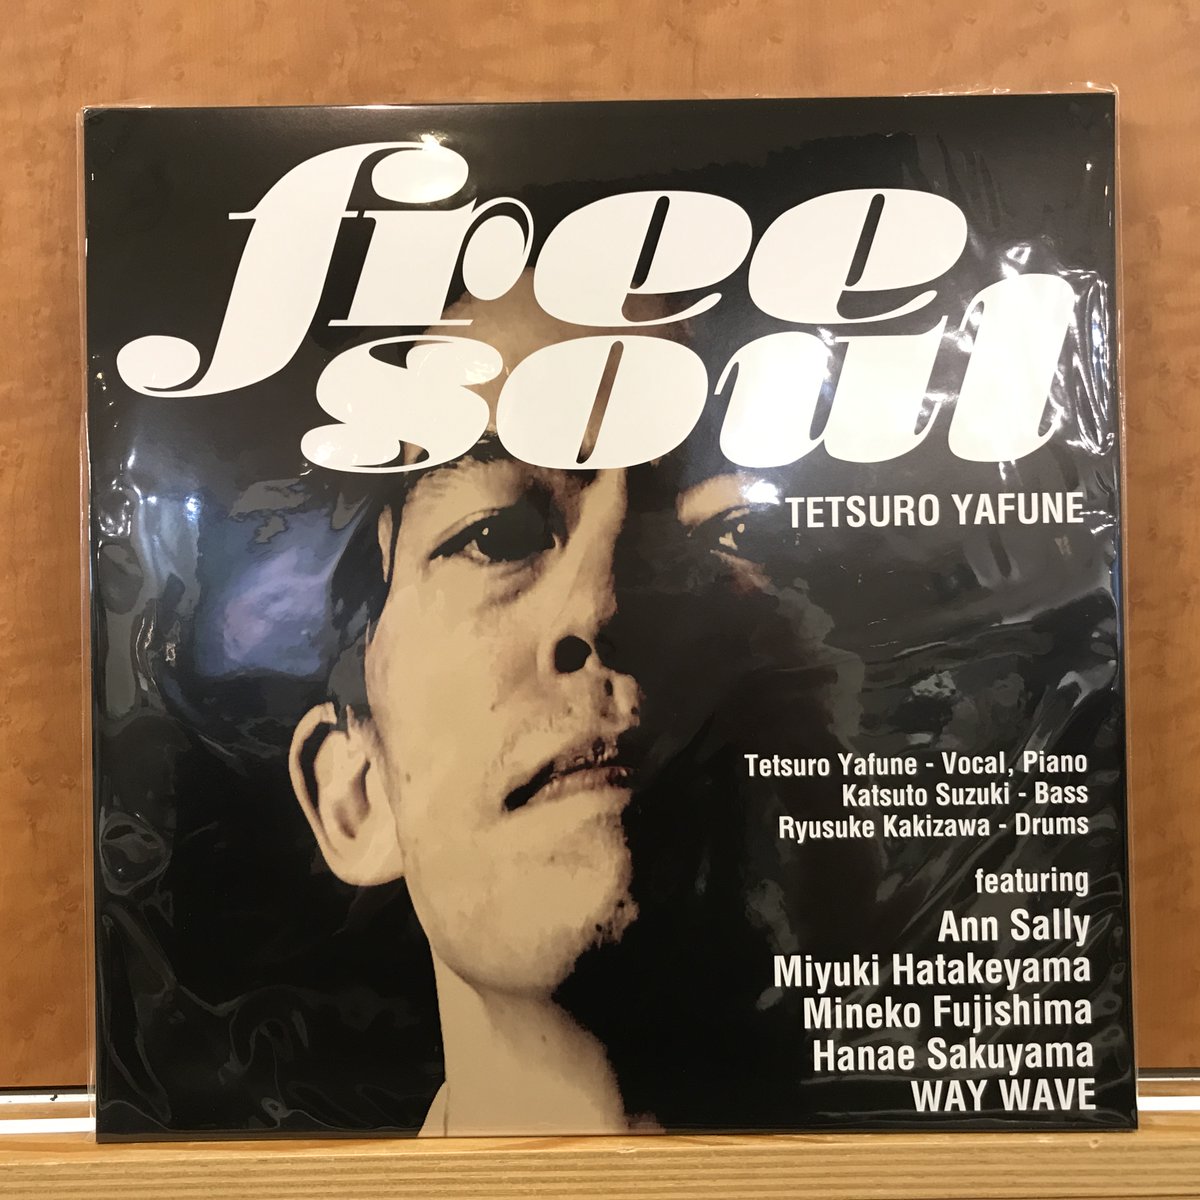 free
soul
TETSURO YAFUNE
Tetsuro Yafune - Vocal, Piano
Katsuto Suzuki - Bass
Ryusuke Kakizawa - Drums
featuring
Ann Sally
Miyuki Hatakeyama
Mineko Fujishima
Hanae Sakuyama
WAY WAVE